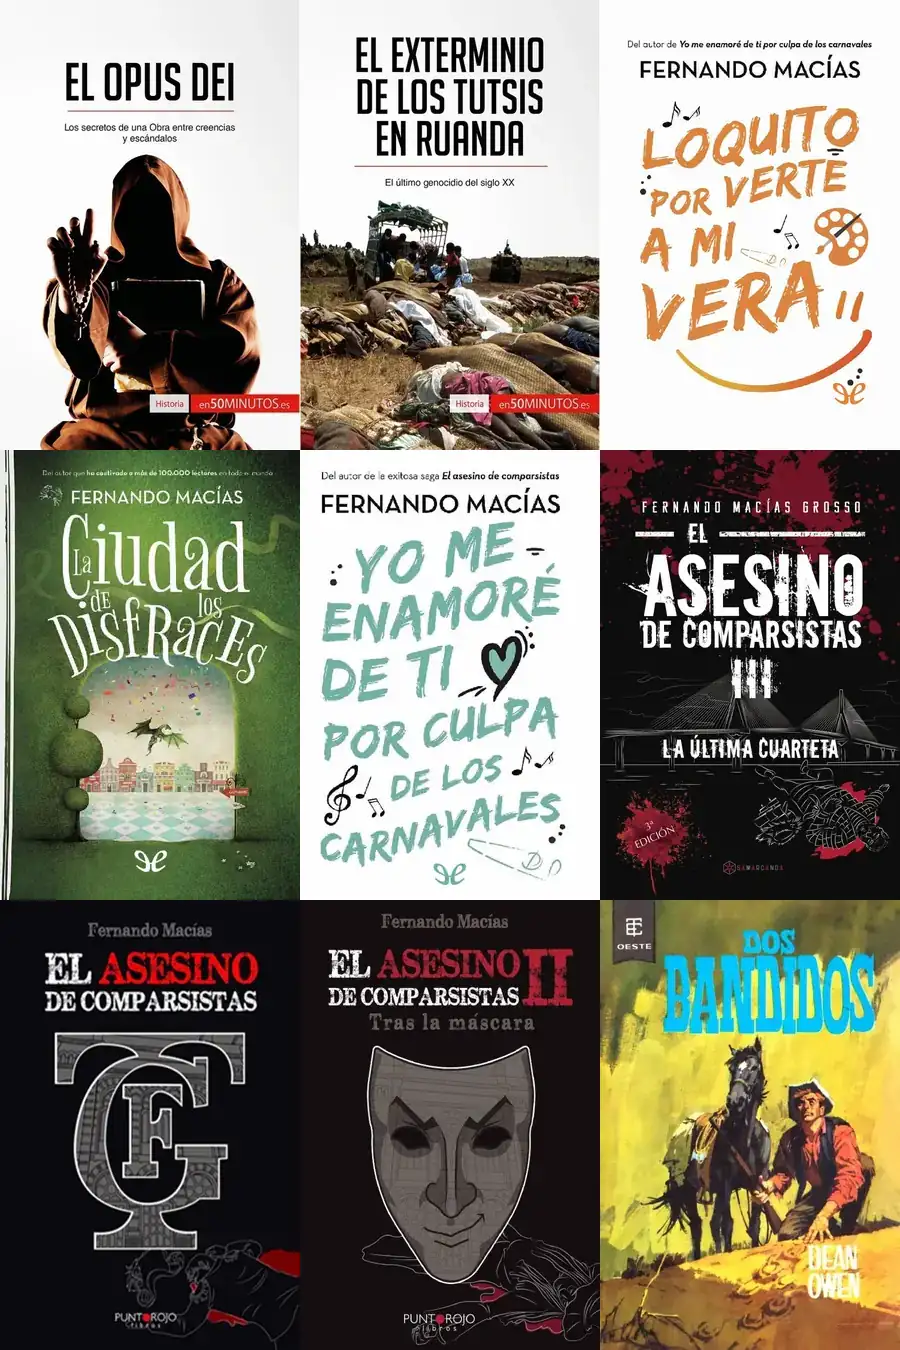 EL OPUS DEI
Los secretos de una Obra entre creencias
y escándalos
Historia
en50MINUTOS.es
EL EXTERMINIO
DE LOS TUTSIS
EN RUANDA
El último genocidio del siglo XX
Historia
en50MINUTOS.es
Del autor de Yo me enamoré de ti por culpa de los carnavales
FERNANDO MACÍAS
LOQUITO
POR VERTE
A MI
VERA
Del autor que ha cautivado a más de 100.000 lectores en todo el mundo
FERNANDO MACÍAS
La
Ciudad
DE los
DISFRACES
Del autor de le exitosa saga El asesino de comparsistas
FERNANDO MACÍAS
YO ME
ENAMORÉ
DE TI
POR CULPA
DE LOS
CARNAVALES
FERNANDO MACÍAS GROSSO
EL
ASESINO
DE COMPARSISTAS
III
LA ÚLTIMA CUARTETA
3ª
EDICIÓN
SAMARCANDA
Fernando Macías
EL ASESINO
DE COMPARSISTAS
GTF
PUNTOROJO
libros
Fernando Macías
EL ASESINO II
DE COMPARSISTAS
Tras la máscara
PUNTOROJO
libros
OESTE
DOS
BANDIDOS
DEAN
OWEN